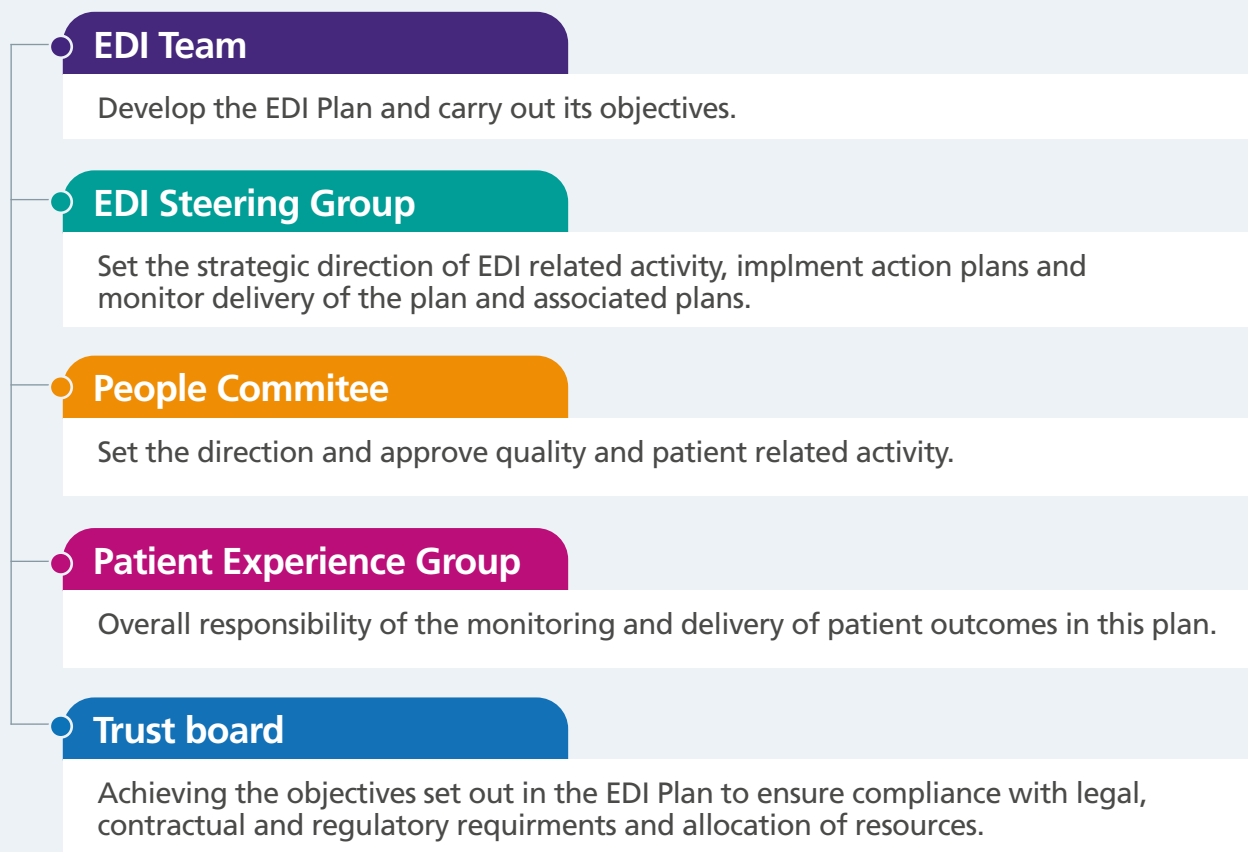 EDI Team
Develop the EDI Plan and carry out its objectives.
EDI Steering Group
Set the strategic direction of EDI related activity, implment action plans and
monitor delivery of the plan and associated plans.
People Commitee
Set the direction and approve quality and patient related activity.
Patient Experience Group
Overall responsibility of the monitoring and delivery of patient outcomes in this plan.
Trust board
Achieving the objectives set out in the EDI Plan to ensure compliance with legal,
contractual and regulatory requirments and allocation of resources.